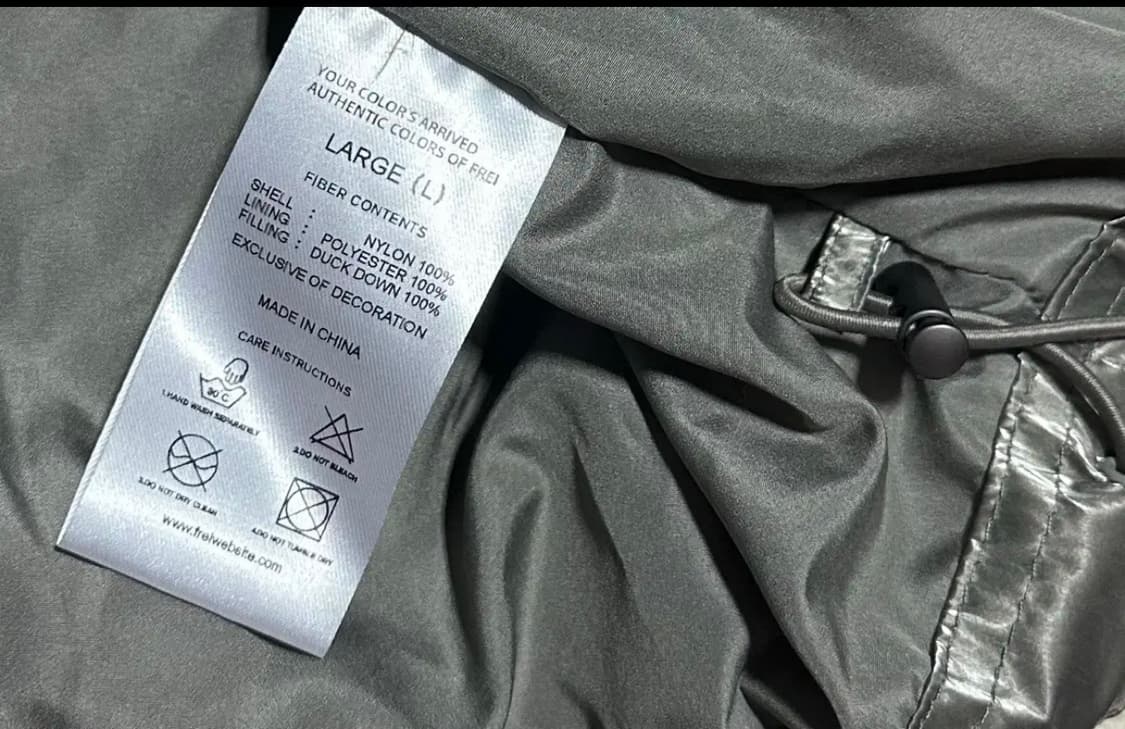 YOUR COLOR'S ARRIVED
AUTHENTIC COLORS OF FREI
LARGE (L)
FIBER CONTENTS
SHELL : NYLON 100%
LINING : POLYESTER 100%
FILLING : DUCK DOWN 100%
EXCLUSIVE OF DECORATION
MADE IN CHINA
CARE INSTRUCTIONS
30°C
1.HAND WASH SEPARATELY
2.DO NOT BLEACH
3.DO NOT DRY CLEAN
4.DO NOT TUMBLE DRY
www.freiwebsite.com